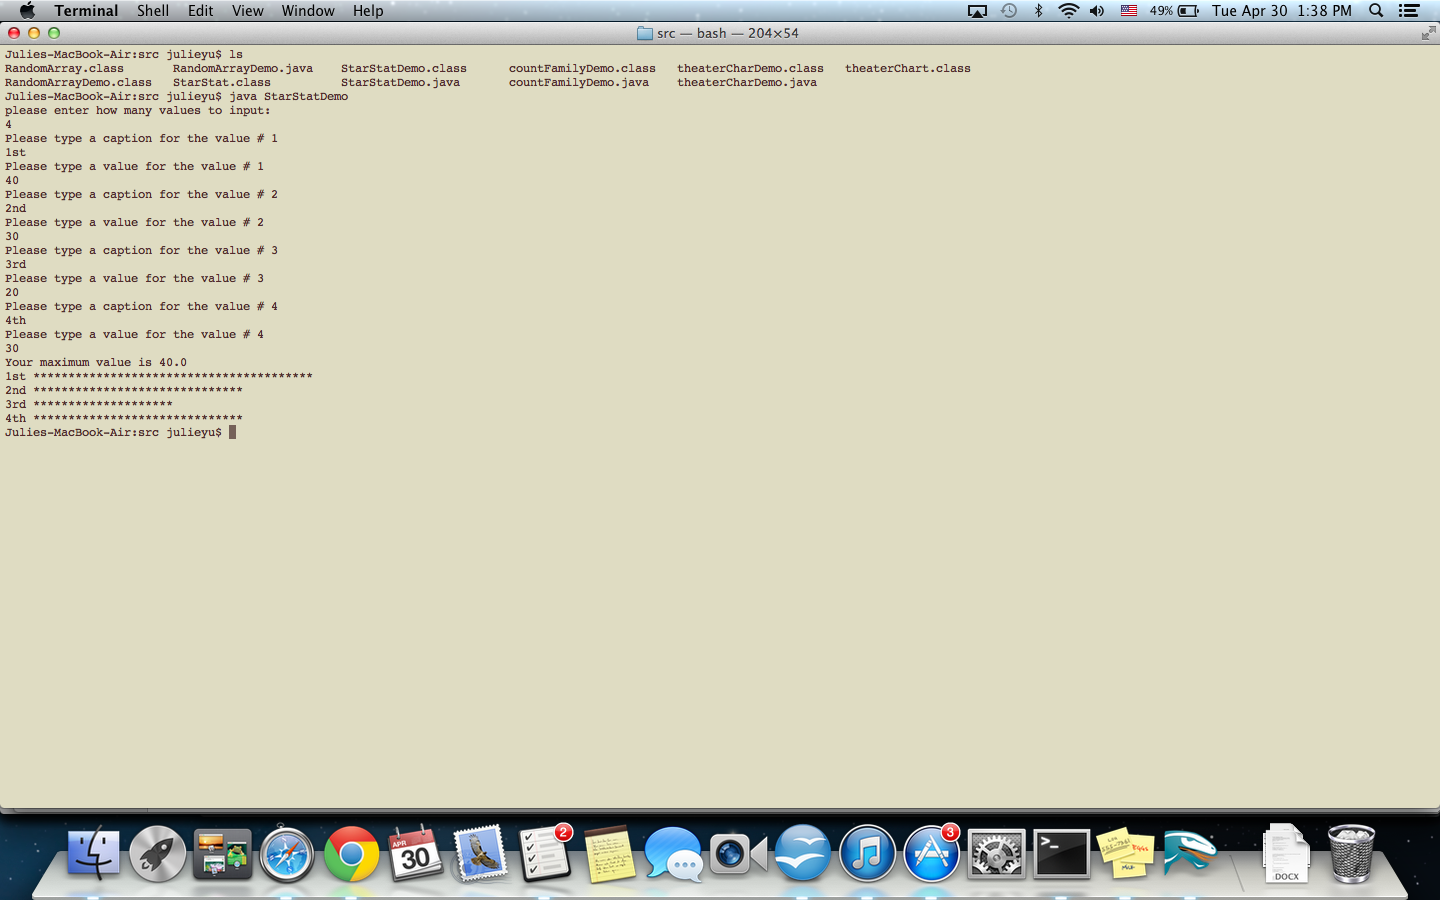 Terminal Shell Edit View Window Help 49% Tue Apr 30 1:38 PM
src — bash — 204×54
Julies-MacBook-Air:src julieyu$ ls
RandomArray.class RandomArrayDemo.java StarStatDemo.class countFamilyDemo.class theaterCharDemo.class theaterChart.class
RandomArrayDemo.class StarStat.class StarStatDemo.java countFamilyDemo.java theaterCharDemo.java
Julies-MacBook-Air:src julieyu$ java StarStatDemo
please enter how many values to input:
4
Please type a caption for the value # 1
1st
Please type a value for the value # 1
40
Please type a caption for the value # 2
2nd
Please type a value for the value # 2
30
Please type a caption for the value # 3
3rd
Please type a value for the value # 3
20
Please type a caption for the value # 4
4th
Please type a value for the value # 4
30
Your maximum value is 40.0
1st ****************************************
2nd ******************************
3rd ********************
4th ******************************
Julies-MacBook-Air:src julieyu$
APR
30
2
3
>_
DOCX